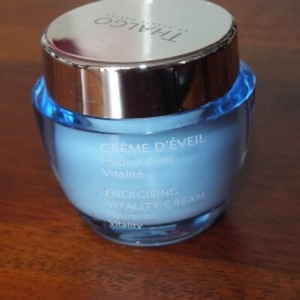 THALGO
CRÈME D'ÉVEIL
Hydratation
Vitalité
ENERGISING
VITALITY CREAM
Hydration
Vitality